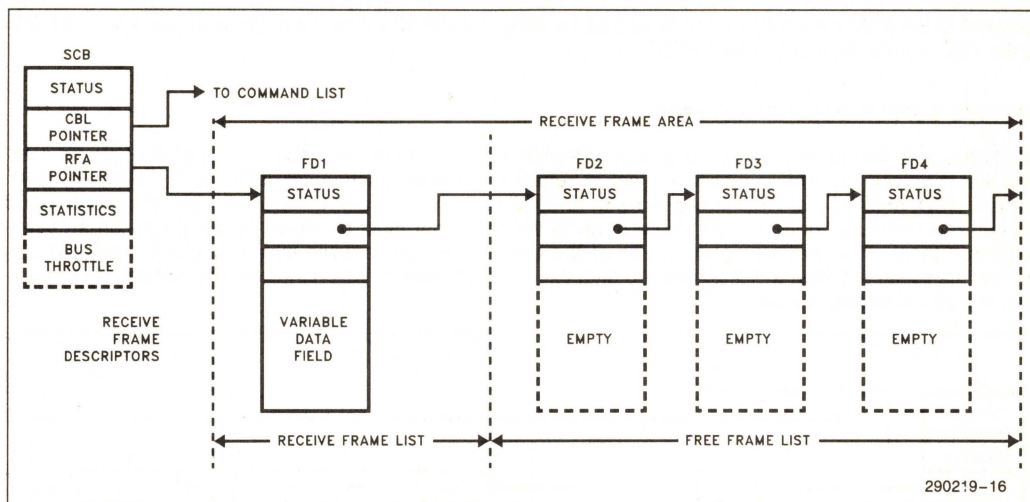 SCB
STATUS
CBL
POINTER
RFA
POINTER
STATISTICS
BUS
THROTTLE
TO COMMAND LIST
RECEIVE FRAME AREA
RECEIVE
FRAME
DESCRIPTORS
FD1
STATUS
VARIABLE
DATA
FIELD
FD2
STATUS
EMPTY
FD3
STATUS
EMPTY
FD4
STATUS
EMPTY
RECEIVE FRAME LIST
FREE FRAME LIST
290219-16